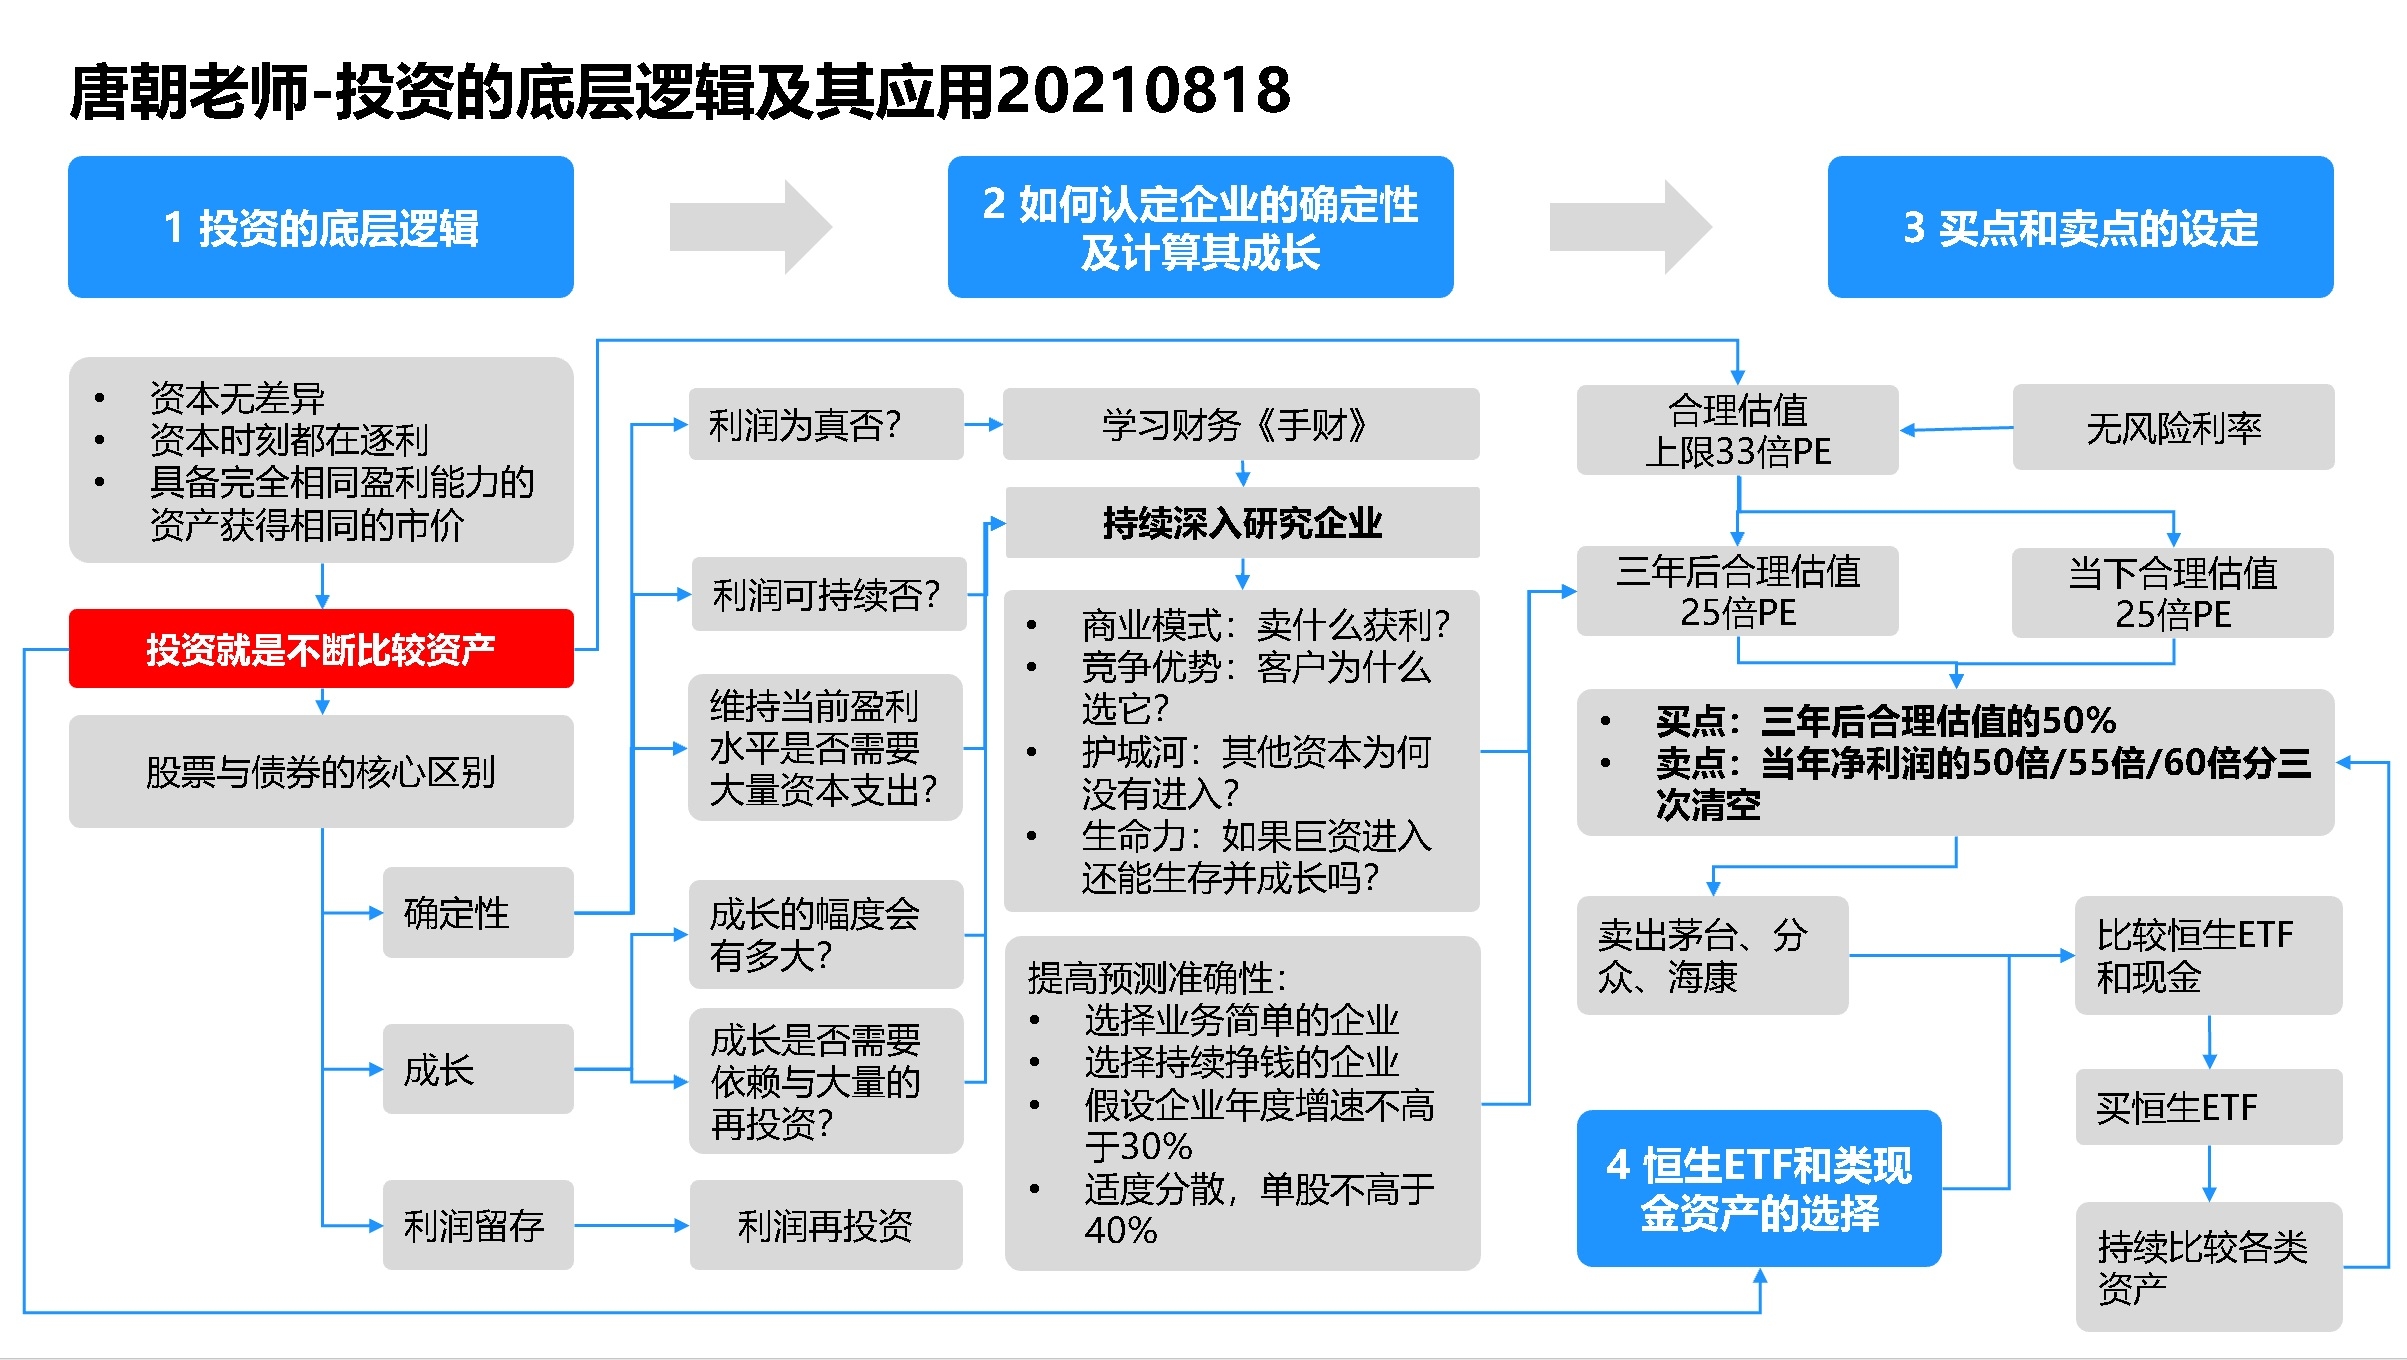 唐朝老师-投资的底层逻辑及其应用20210818
1 投资的底层逻辑
2 如何认定企业的确定性
及计算其成长
3 买点和卖点的设定
• 资本无差异
• 资本时刻都在逐利
• 具备完全相同盈利能力的
资产获得相同的市价
投资就是不断比较资产
股票与债券的核心区别
确定性
成长
利润留存
利润为真否？
利润可持续否？
维持当前盈利
水平是否需要
大量资本支出？
成长的幅度会
有多大？
成长是否需要
依赖与大量的
再投资？
利润再投资
学习财务《手财》
持续深入研究企业
• 商业模式：卖什么获利？
• 竞争优势：客户为什么
选它？
• 护城河：其他资本为何
没有进入？
• 生命力：如果巨资进入
还能生存并成长吗？
提高预测准确性：
• 选择业务简单的企业
• 选择持续挣钱的企业
• 假设企业年度增速不高
于30%
• 适度分散，单股不高于
40%
合理估值
上限33倍PE
无风险利率
三年后合理估值
25倍PE
当下合理估值
25倍PE
• 买点：三年后合理估值的50%
• 卖点：当年净利润的50倍/55倍/60倍分三
次清空
卖出茅台、分
众、海康
比较恒生ETF
和现金
买恒生ETF
持续比较各类
资产
4 恒生ETF和类现
金资产的选择